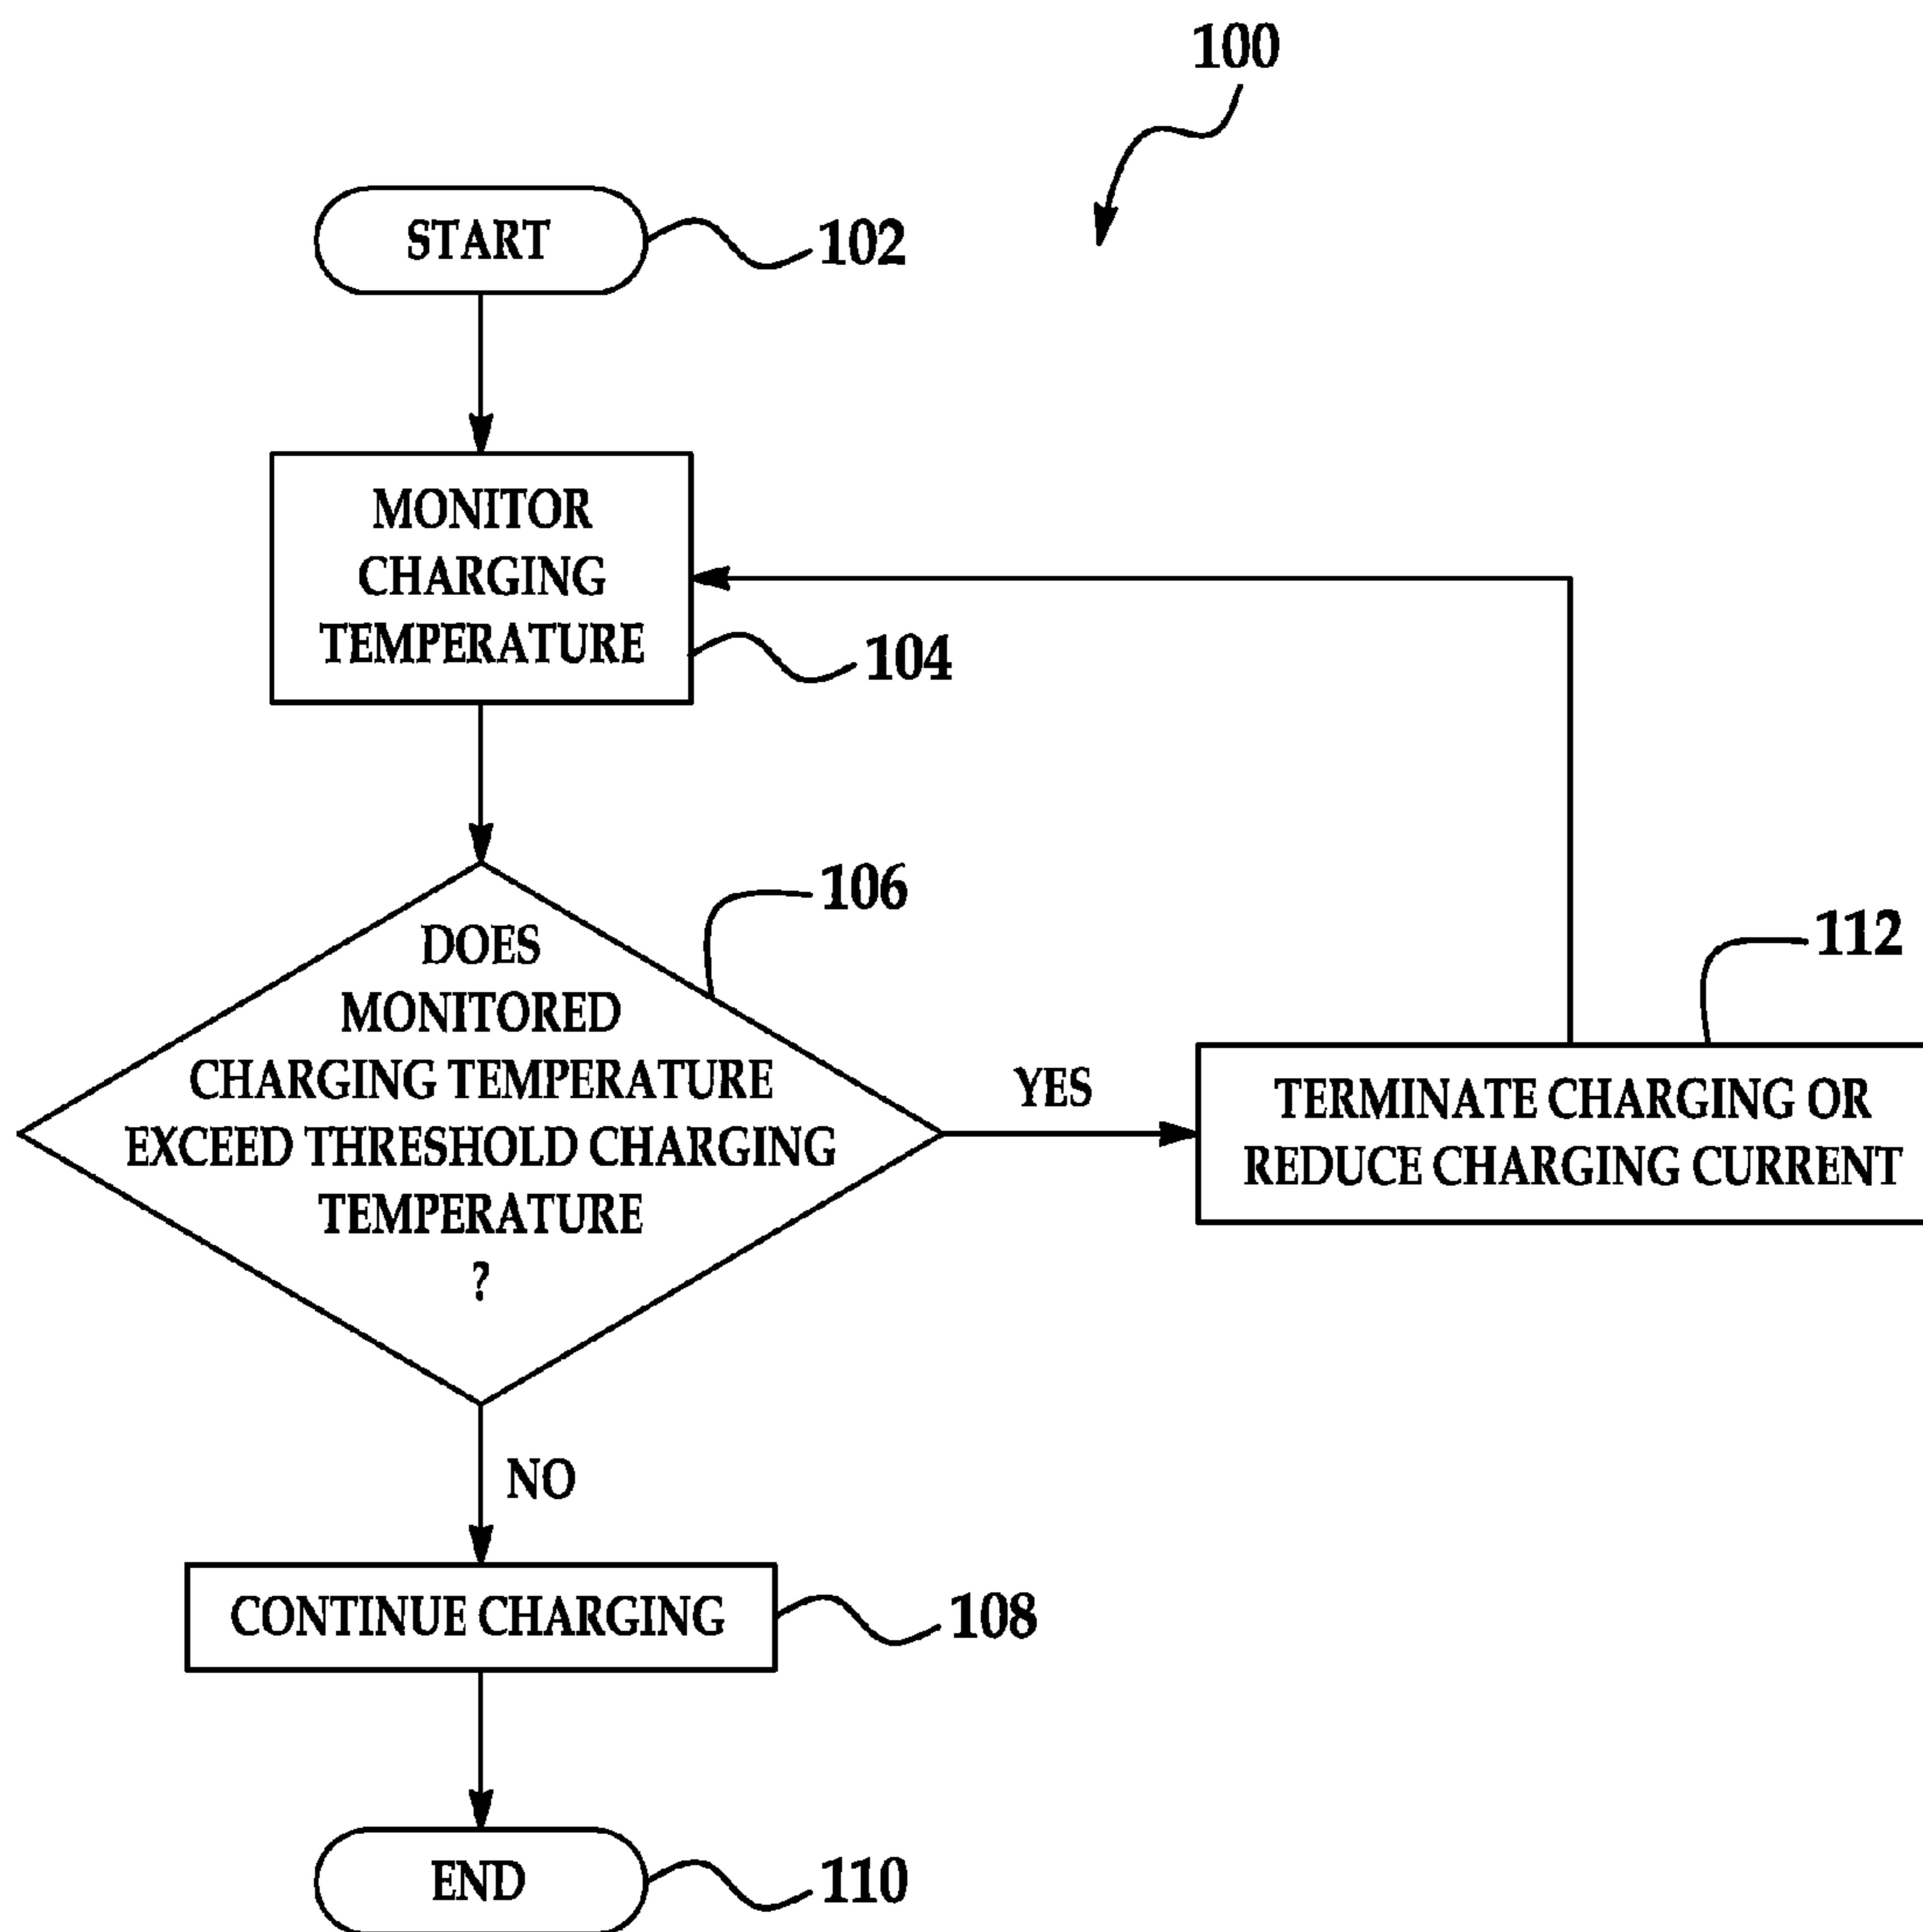 100
START
102
MONITOR
CHARGING
TEMPERATURE
104
106
DOES
MONITORED
CHARGING TEMPERATURE
EXCEED THRESHOLD CHARGING
TEMPERATURE
?
YES
112
TERMINATE CHARGING OR
REDUCE CHARGING CURRENT
NO
CONTINUE CHARGING
108
END
110